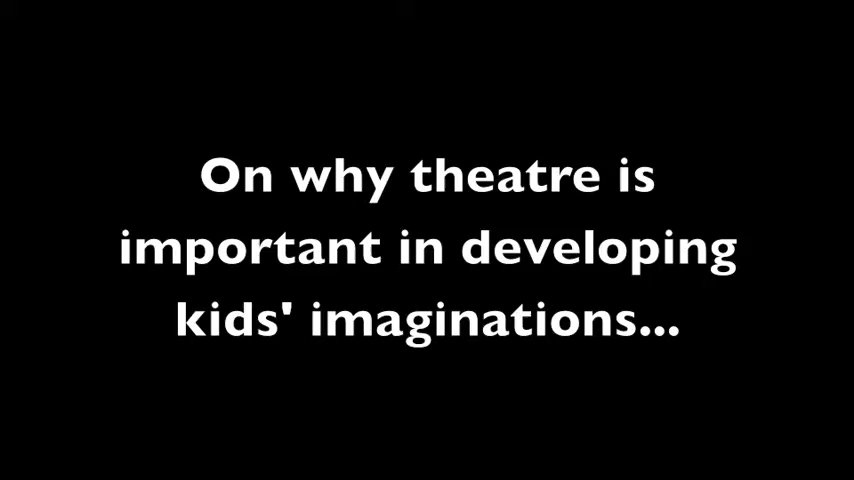 On why theatre is
important in developing
kids' imaginations...